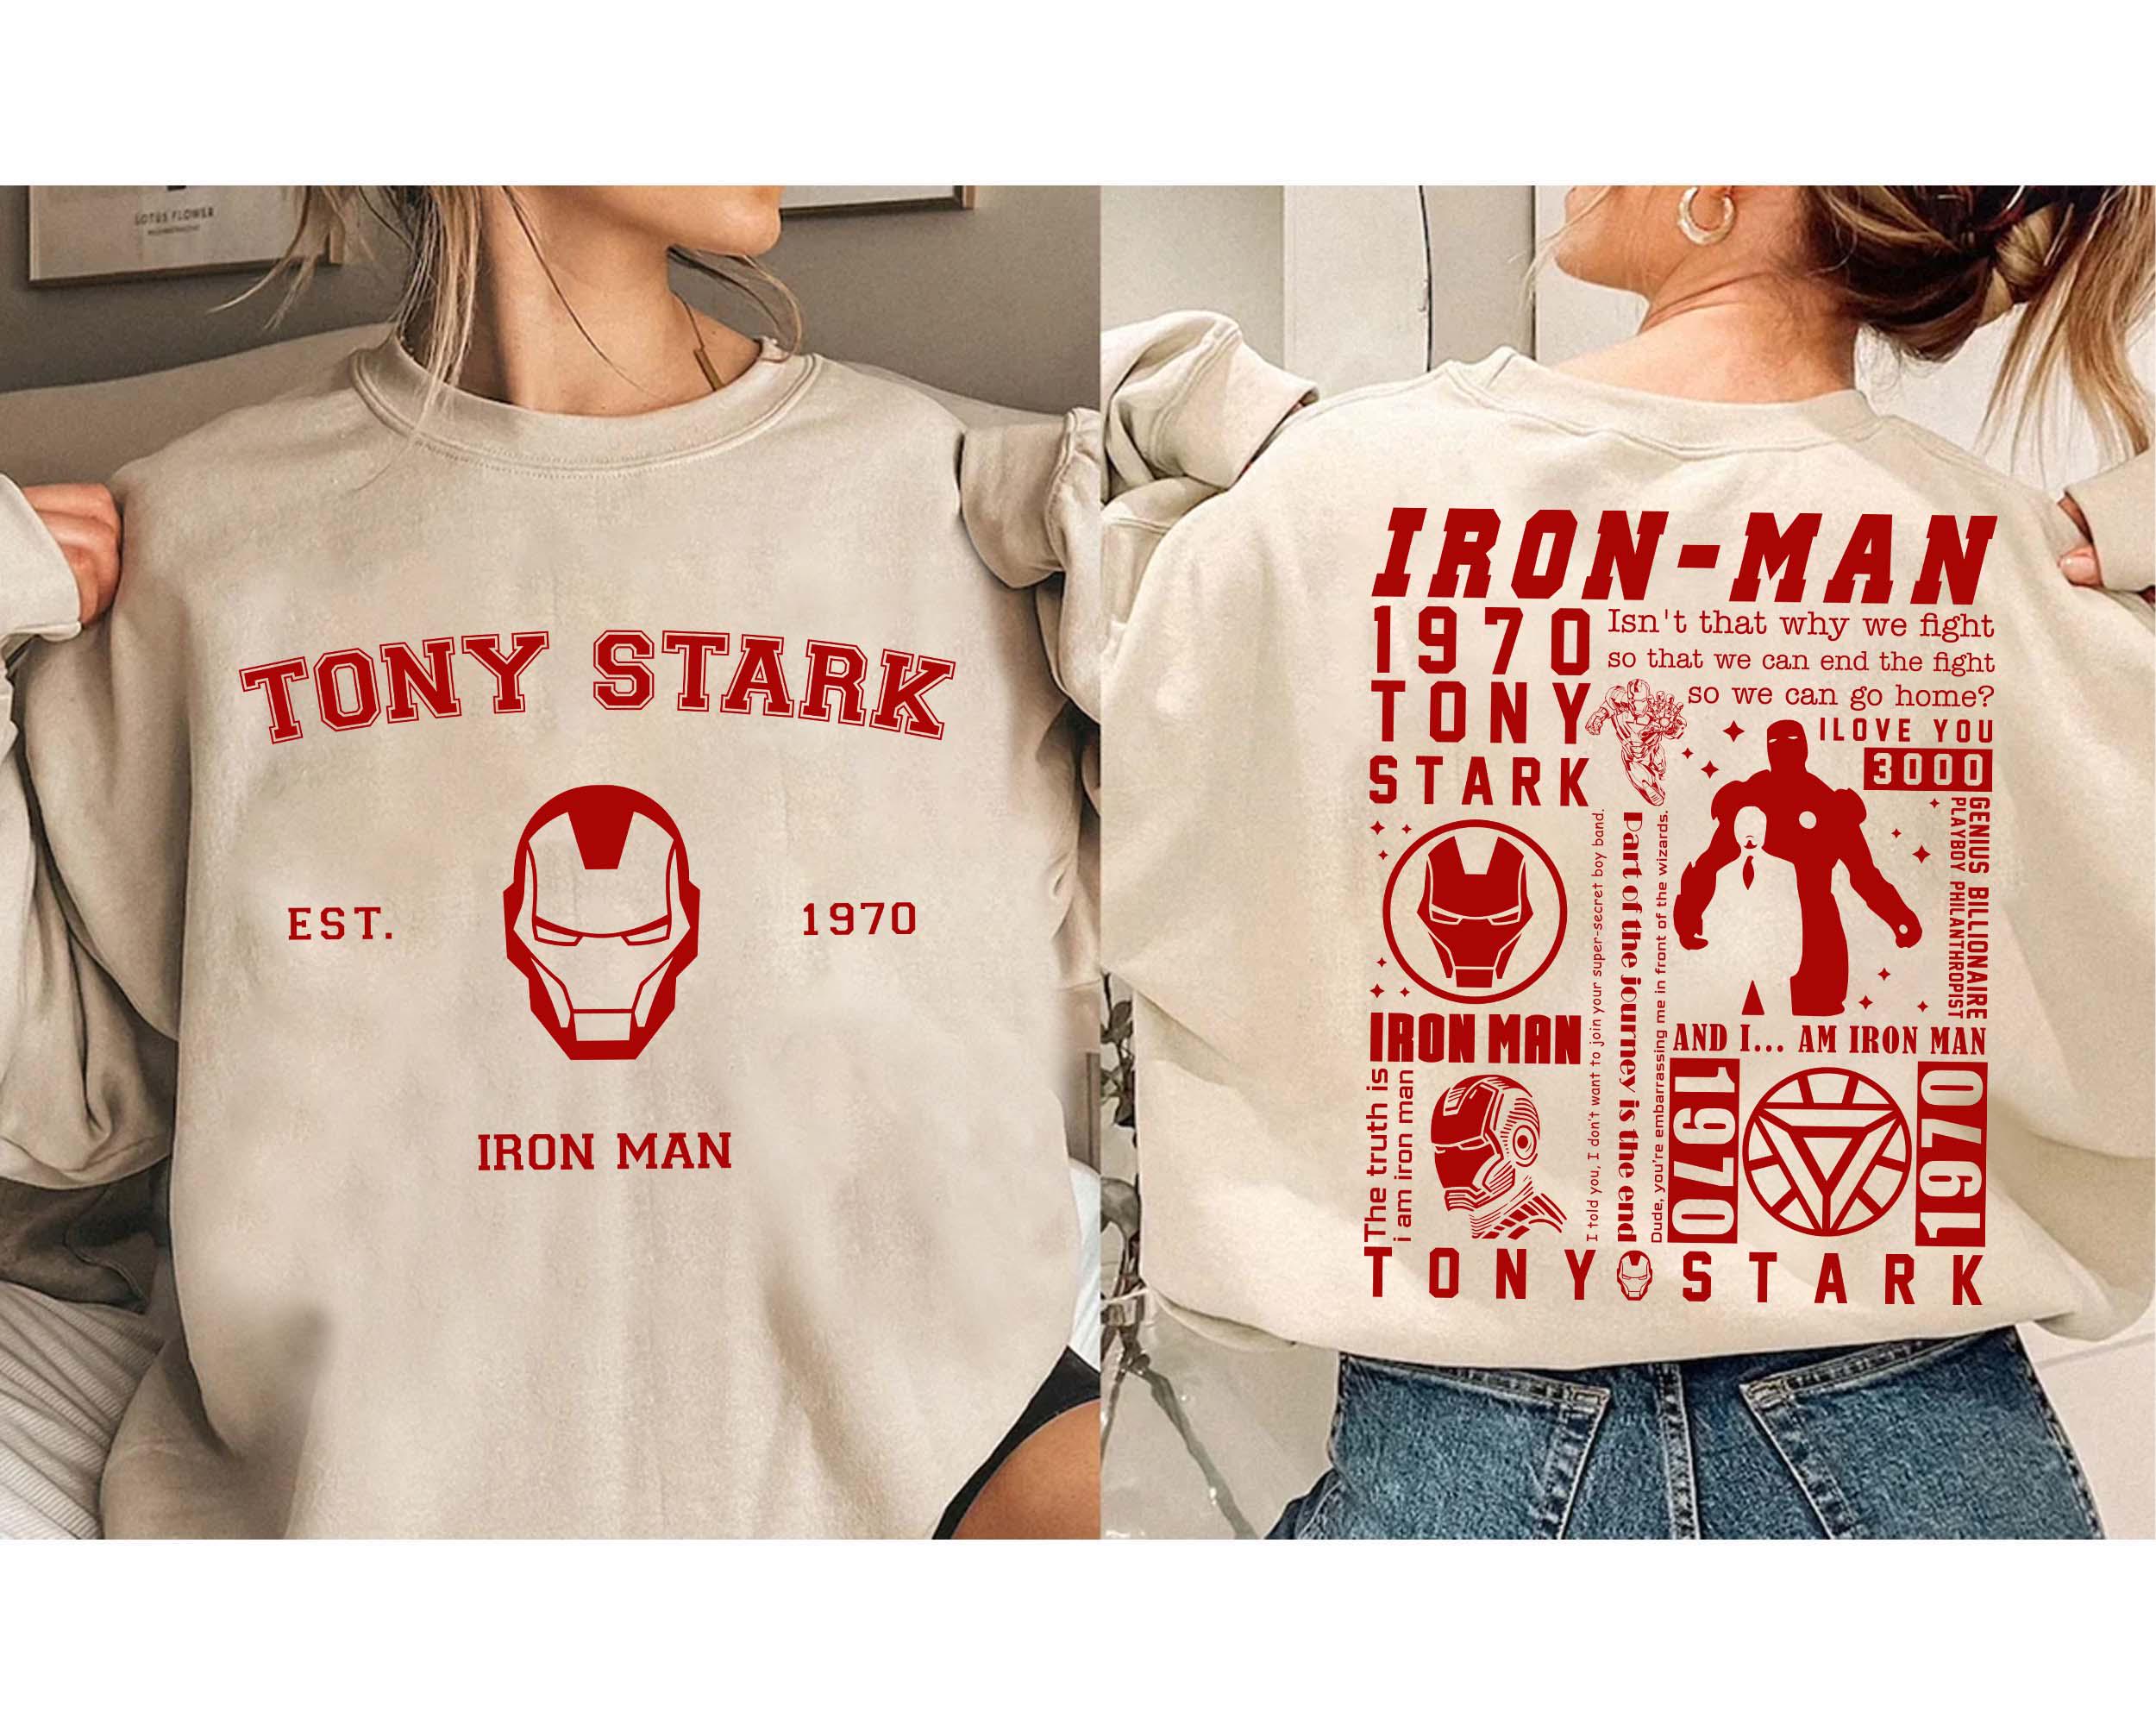 LOTUS FLOWER
TONY STARK
EST.
1970
IRON MAN
IRON-MAN
1970
Isn't that why we fight
so that we can end the fight
so we can go home?
TONY
STARK
I LOVE YOU
3000
GENIUS BILLIONAIRE
PLAYBOY PHILANTHROPIST
I told you, I don't want to join your super-secret boy band.
Part of the journey is the end
Dude, you're embarrassing me in front of the wizards.
IRON MAN
AND I... AM IRON MAN
The truth is
i am iron man
1970
1970
TONY STARK